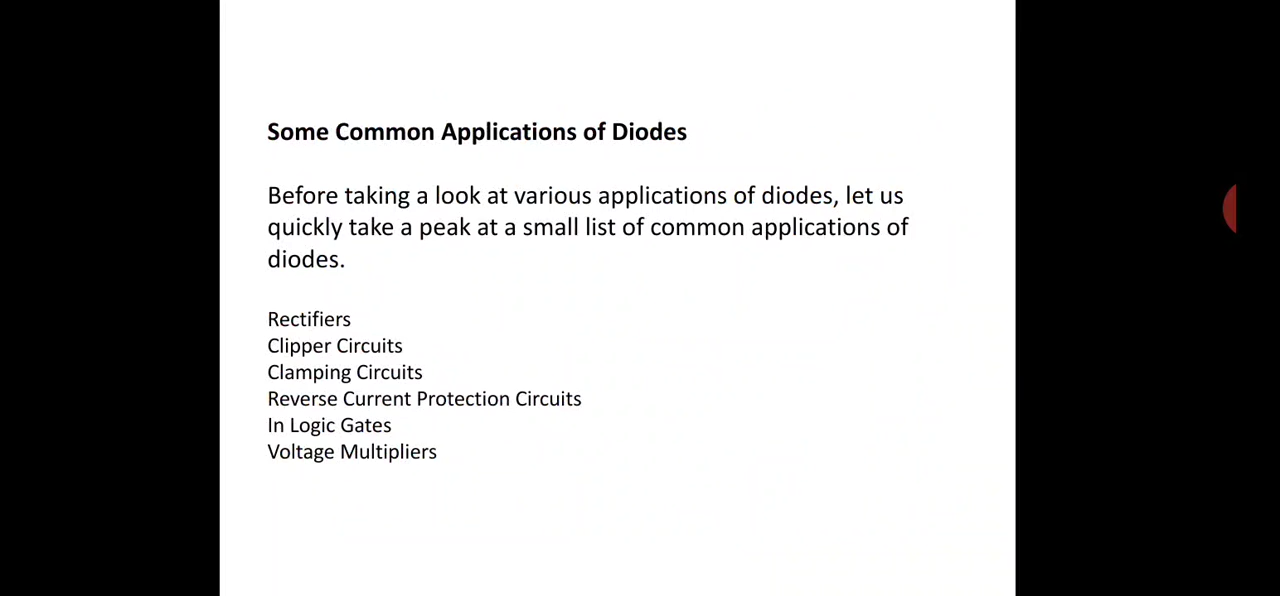 Some Common Applications of Diodes
Before taking a look at various applications of diodes, let us
quickly take a peak at a small list of common applications of
diodes.
Rectifiers
Clipper Circuits
Clamping Circuits
Reverse Current Protection Circuits
In Logic Gates
Voltage Multipliers